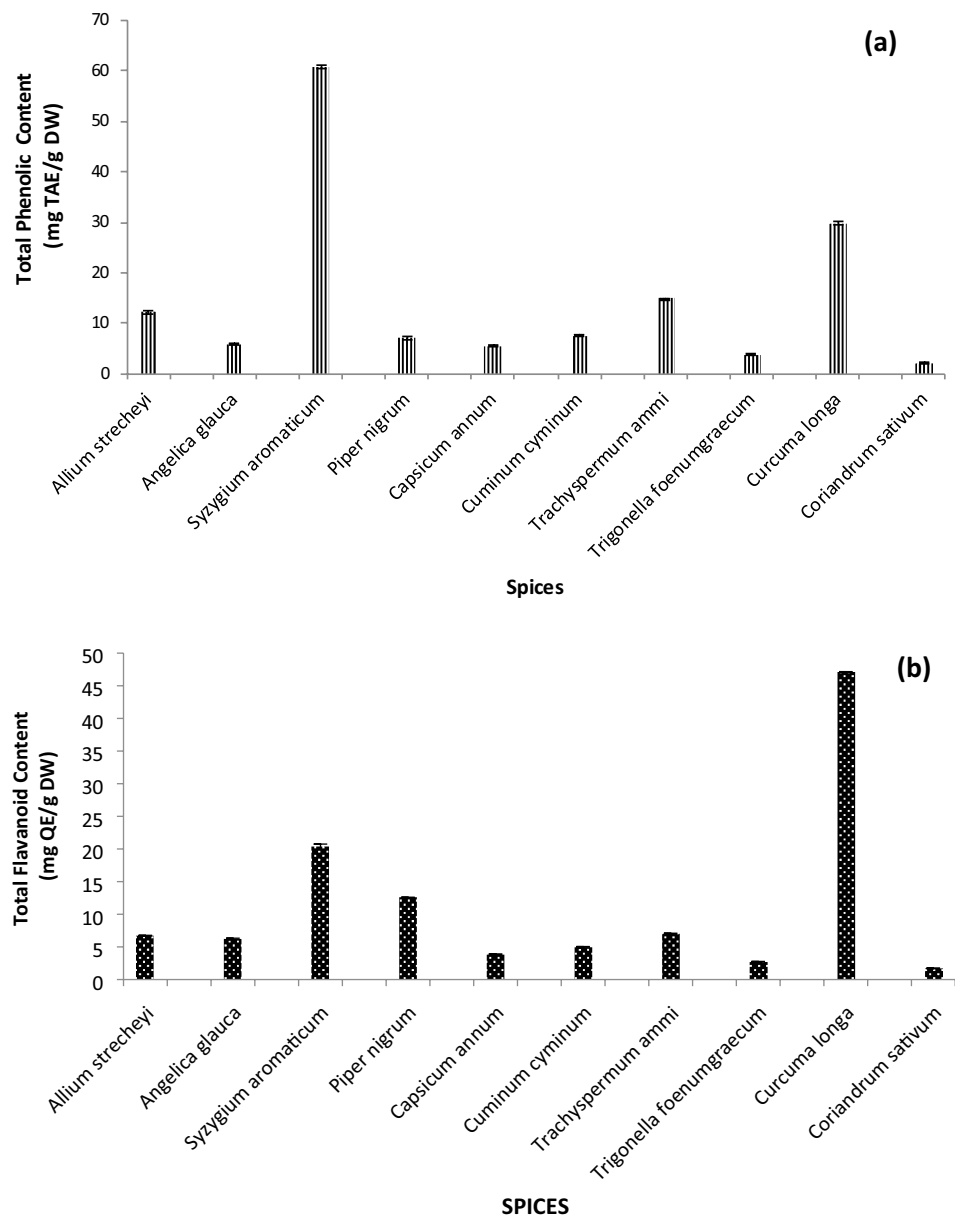 (a)
Total Phenolic Content
(mg TAE/g DW)
70
60
50
40
30
20
10
0
Allium strecheyi
Angelica glauca
Syzygium aromaticum
Piper nigrum
Capsicum annum
Cuminum cyminum
Trachyspermum ammi
Trigonella foenumgraecum
Curcuma longa
Coriandrum sativum
Spices
(b)
Total Flavanoid Content
(mg QE/g DW)
50
45
40
35
30
25
20
15
10
5
0
Allium strecheyi
Angelica glauca
Syzygium aromaticum
Piper nigrum
Capsicum annum
Cuminum cyminum
Trachyspermum ammi
Trigonella foenumgraecum
Curcuma longa
Coriandrum sativum
SPICES